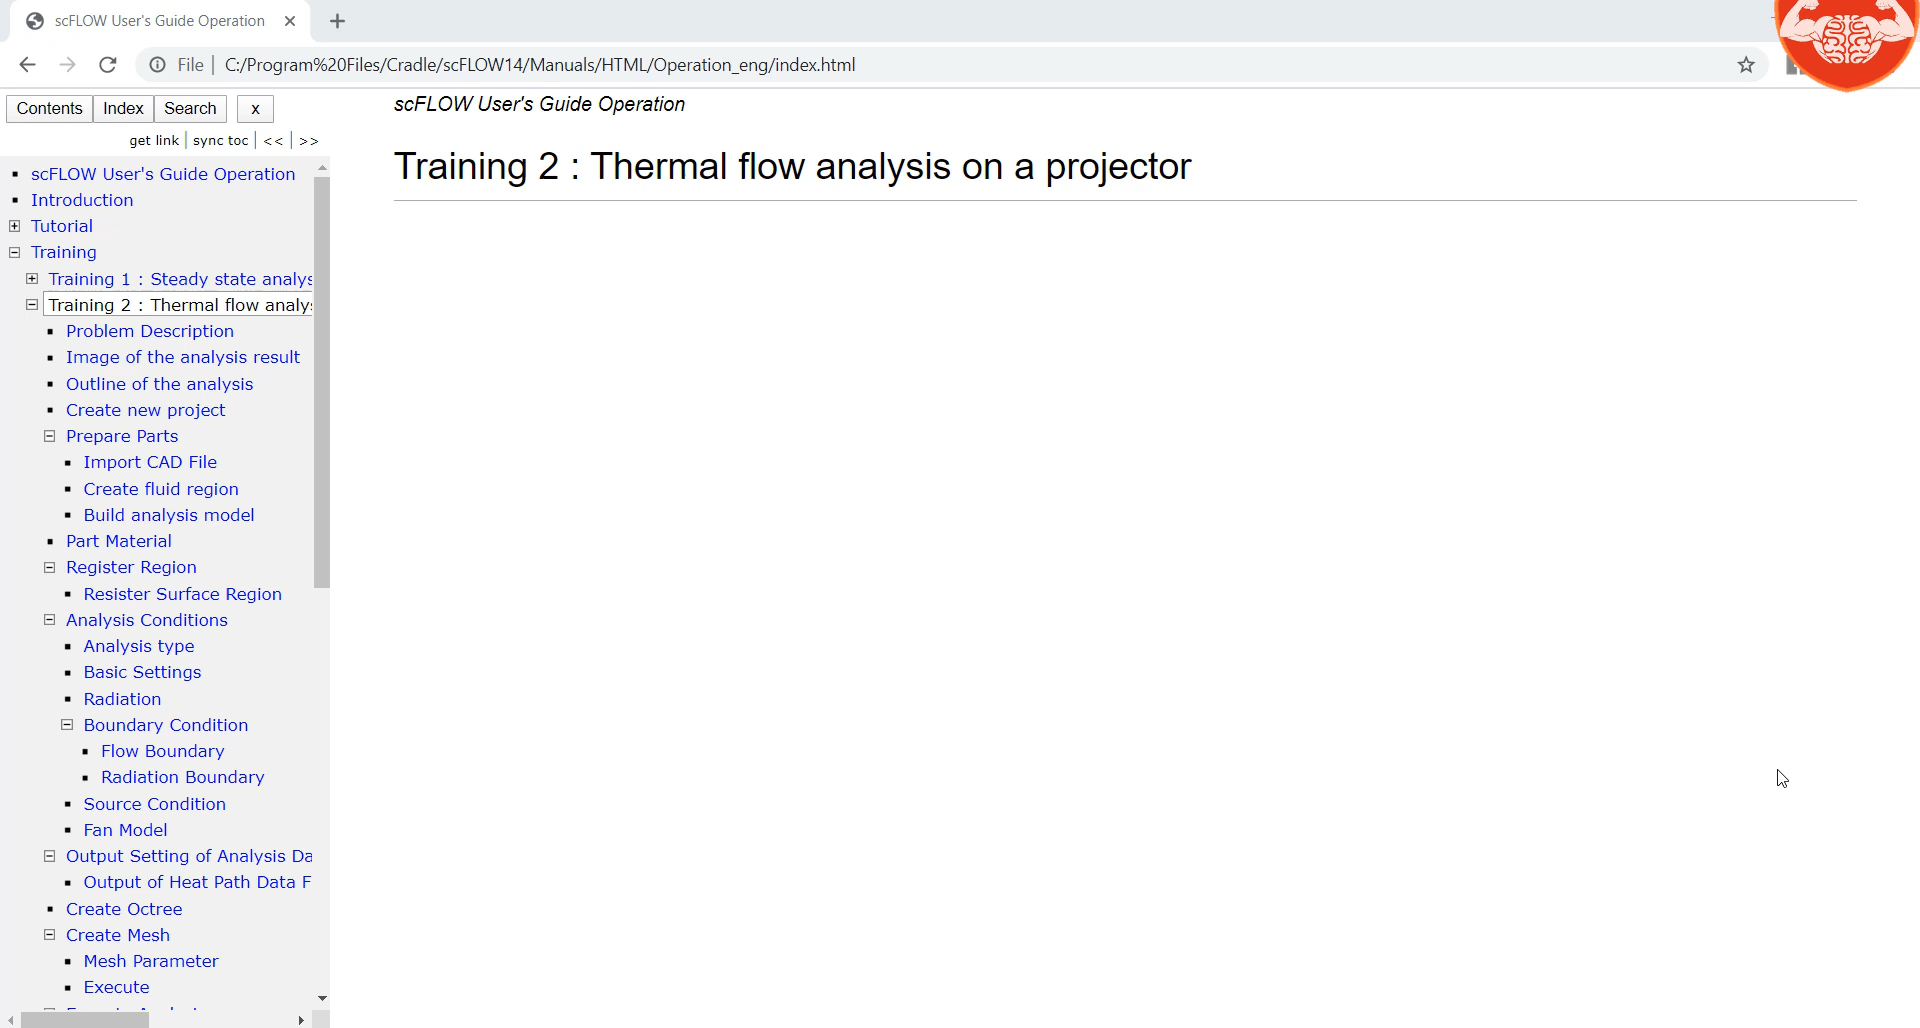 scFLOW User's Guide Operation
File
C:/Program%20Files/Cradle/scFLOW14/Manuals/HTML/Operation_eng/index.html
Contents
Index
Search
x
get link
sync toc
<<
>>
scFLOW User's Guide Operation
Introduction
Tutorial
Training
Training 1 : Steady state analys
Training 2 : Thermal flow analy
Problem Description
Image of the analysis result
Outline of the analysis
Create new project
Prepare Parts
Import CAD File
Create fluid region
Build analysis model
Part Material
Register Region
Resister Surface Region
Analysis Conditions
Analysis type
Basic Settings
Radiation
Boundary Condition
Flow Boundary
Radiation Boundary
Source Condition
Fan Model
Output Setting of Analysis Da
Output of Heat Path Data F
Create Octree
Create Mesh
Mesh Parameter
Execute
scFLOW User's Guide Operation
Training 2 : Thermal flow analysis on a projector